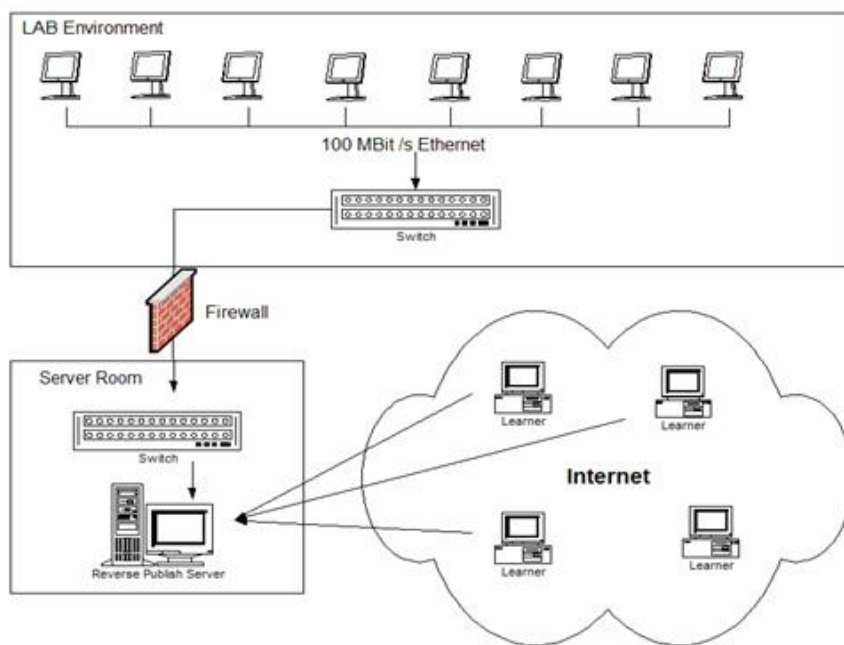 LAB Environment
100 MBit /s Ethernet
Switch
Firewall
Server Room
Switch
Reverse Publish Server
Learner
Learner
Internet
Learner
Learner